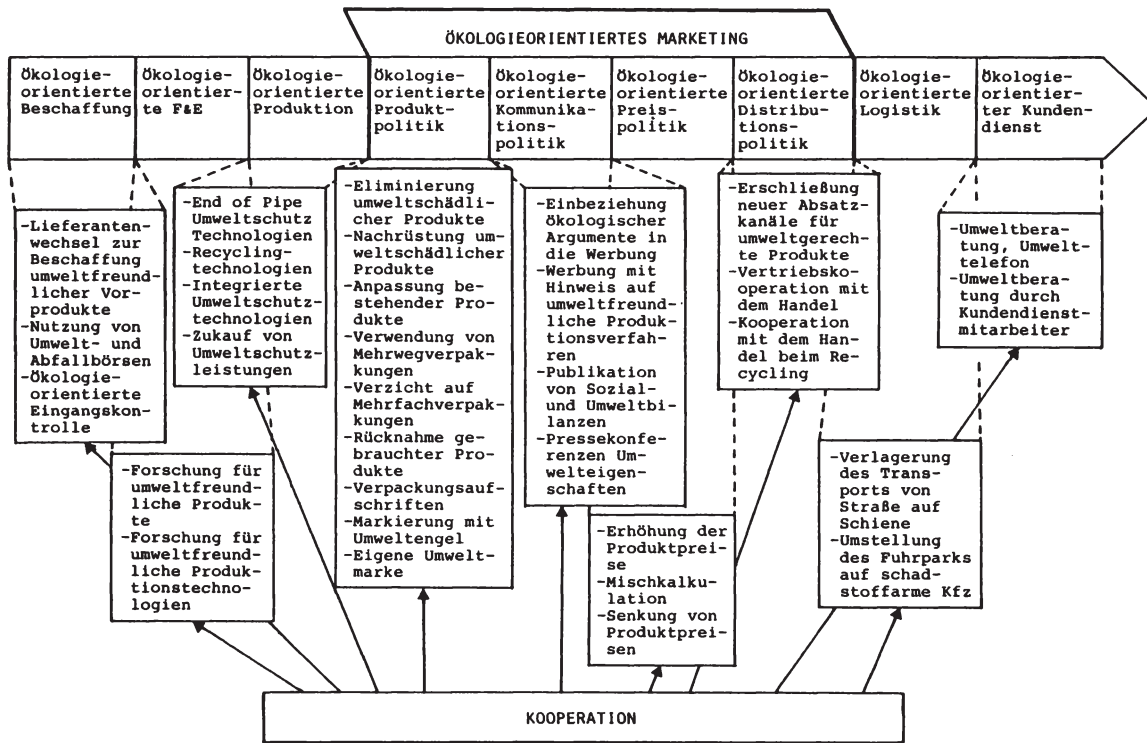 ÖKOLOGIEORIENTIERTES MARKETING
Ökologie-
orientierte
Beschaffung
Ökologie-
orientier-
te F&E
Ökologie-
orientierte
Produktion
Ökologie-
orientierte
Produkt-
politik
Ökologie-
orientierte
Kommunika-
tionspo-
litik
Ökologie-
orientierte
Preis-
politik
Ökologie-
orientierte
Distribu-
tions-
politik
Ökologie-
orientierte
Logistik
Ökologie-
orientier-
ter Kunden-
dienst
-Lieferanten-
wechsel zur
Beschaffung
umweltfreund-
licher Vor-
produkte
-Nutzung von
Umwelt- und
Abfallbörsen
-Ökologie-
orientierte
Eingangskon-
trolle
-Forschung für
umweltfreund-
liche Produk-
te
-Forschung für
umweltfreund-
liche Produk-
tionstechno-
logien
-End of Pipe
Umweltschutz
Technologien
-Recycling-
technologien
-Integrierte
Umweltschutz-
technologien
-Zukauf von
Umweltschutz-
leistungen
-Eliminierung
umweltschäd-
licher Produkte
-Nachrüstung um-
weltschädlicher
Produkte
-Anpassung be-
stehender Pro-
dukte
-Verwendung von
Mehrwegverpak-
kungen
-Verzicht auf
Mehrfachverpak-
kungen
-Rücknahme ge-
brauchter Pro-
dukte
-Verpackungsauf-
schriften
-Markierung mit
Umweltengel
-Eigene Umwelt-
marke
-Einbeziehung
ökologischer
Argumente in
die Werbung
-Werbung mit
Hinweis auf
umweltfreund-
liche Produk-
tionsverfah-
ren
-Publikation
von Sozial-
und Umweltbi-
lanzen
-Pressekonfe-
renzen Um-
welteigen-
schaften
-Erhöhung der
Produktprei-
se
-Mischkalku-
lation
-Senkung von
Produktprei-
sen
-Erschließung
neuer Absatz-
kanäle für
umweltgerech-
te Produkte
-Vertriebsko-
operation mit
dem Handel
-Kooperation
mit dem Han-
del beim Re-
cycling
-Verlagerung
des Trans-
ports von
Straße auf
Schiene
-Umstellung
des Fuhrparks
auf schad-
stoffarme Kfz
-Umweltbera-
tung, Umwelt-
telefon
-Umweltbera-
tung durch
Kundendienst-
mitarbeiter
KOOPERATION